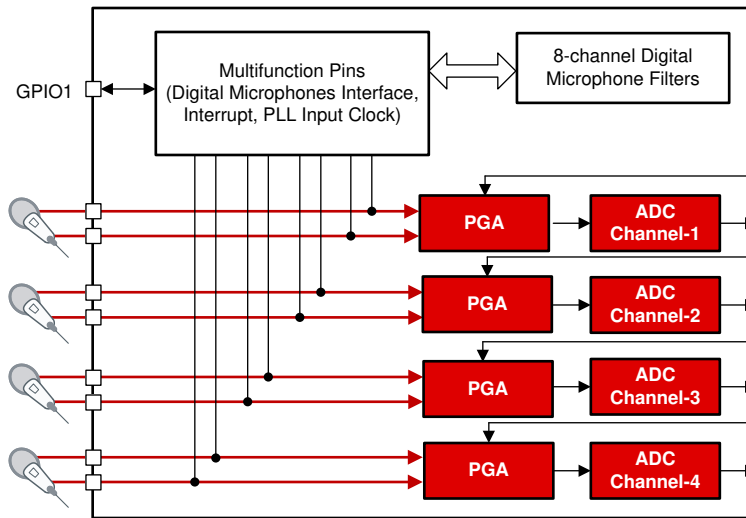 Multifunction Pins
(Digital Microphones Interface,
Interrupt, PLL Input Clock)
8-channel Digital
Microphone Filters
GPIO1
PGA
ADC
Channel-1
PGA
ADC
Channel-2
PGA
ADC
Channel-3
PGA
ADC
Channel-4